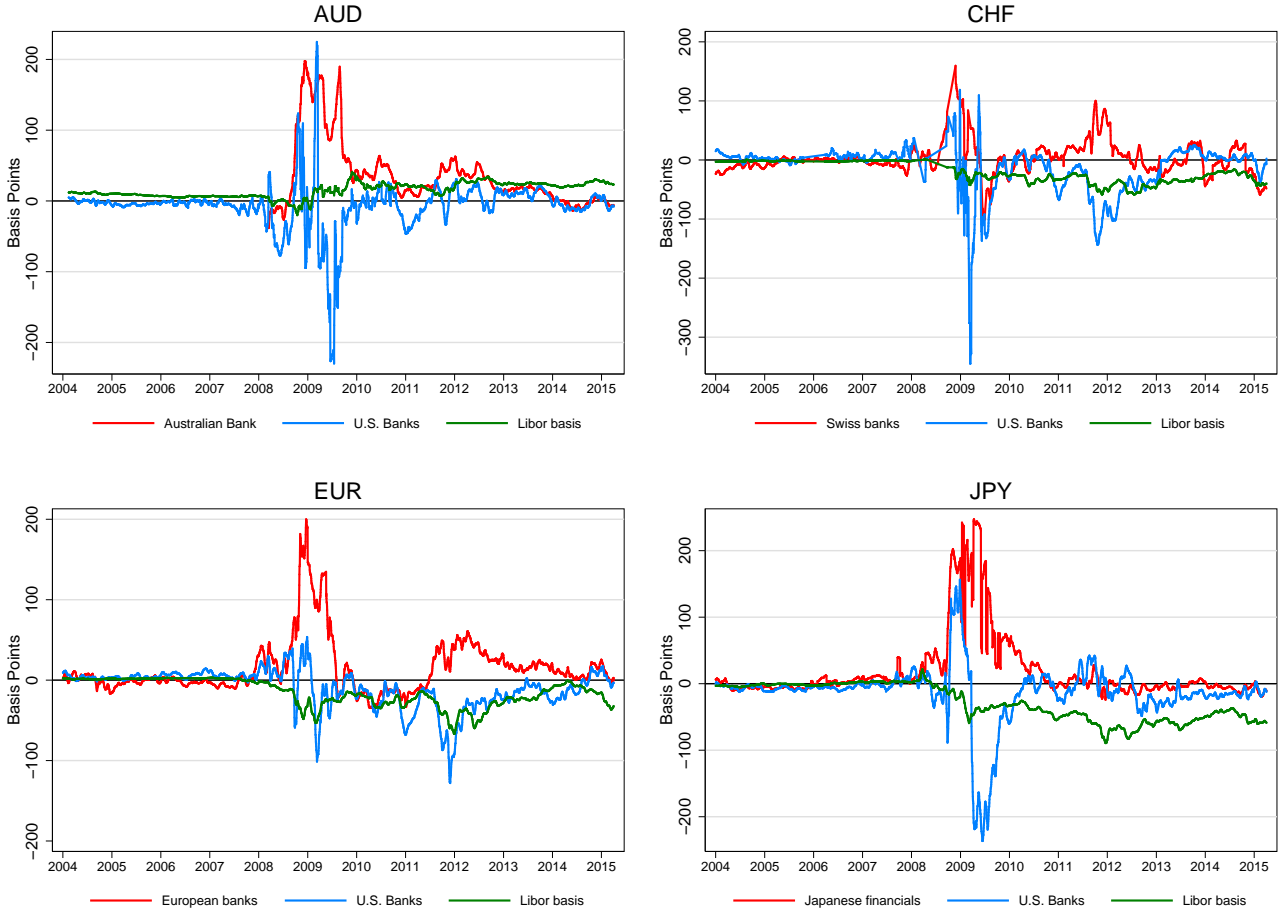 AUD
Basis Points
200
100
0
−100
−200
2004 2005 2006 2007 2008 2009 2010 2011 2012 2013 2014 2015
Australian Bank U.S. Banks Libor basis
CHF
Basis Points
200
100
0
−100
−200
−300
2004 2005 2006 2007 2008 2009 2010 2011 2012 2013 2014 2015
Swiss banks U.S. Banks Libor basis
EUR
Basis Points
200
100
0
−100
−200
2004 2005 2006 2007 2008 2009 2010 2011 2012 2013 2014 2015
European banks U.S. Banks Libor basis
JPY
Basis Points
200
100
0
−100
−200
2004 2005 2006 2007 2008 2009 2010 2011 2012 2013 2014 2015
Japanese financials U.S. Banks Libor basis